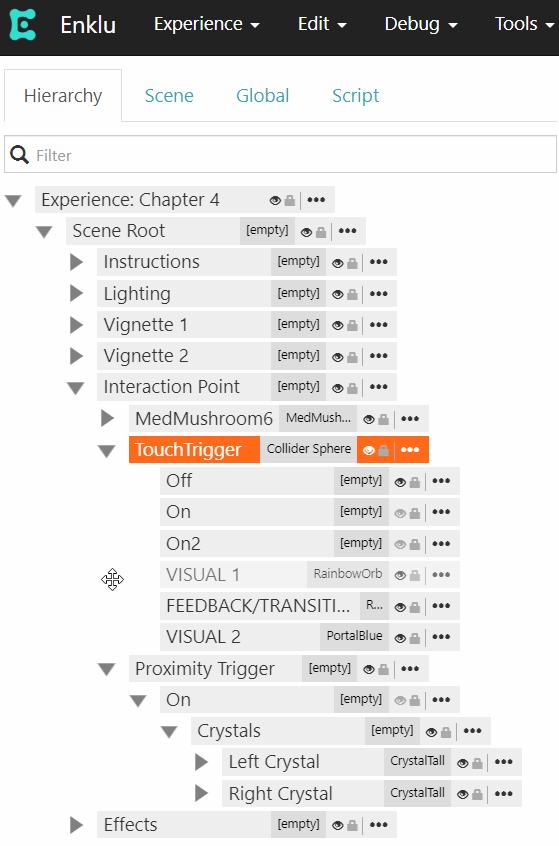 Enklu Experience Edit Debug Tools
Hierarchy Scene Global Script
Filter
Experience: Chapter 4
Scene Root [empty]
Instructions [empty]
Lighting [empty]
Vignette 1 [empty]
Vignette 2 [empty]
Interaction Point [empty]
MedMushroom6 MedMush...
TouchTrigger Collider Sphere
Off [empty]
On [empty]
On2 [empty]
VISUAL 1 RainbowOrb
FEEDBACK/TRANSITI... R...
VISUAL 2 PortalBlue
Proximity Trigger [empty]
On [empty]
Crystals [empty]
Left Crystal CrystalTall
Right Crystal CrystalTall
Effects [empty]